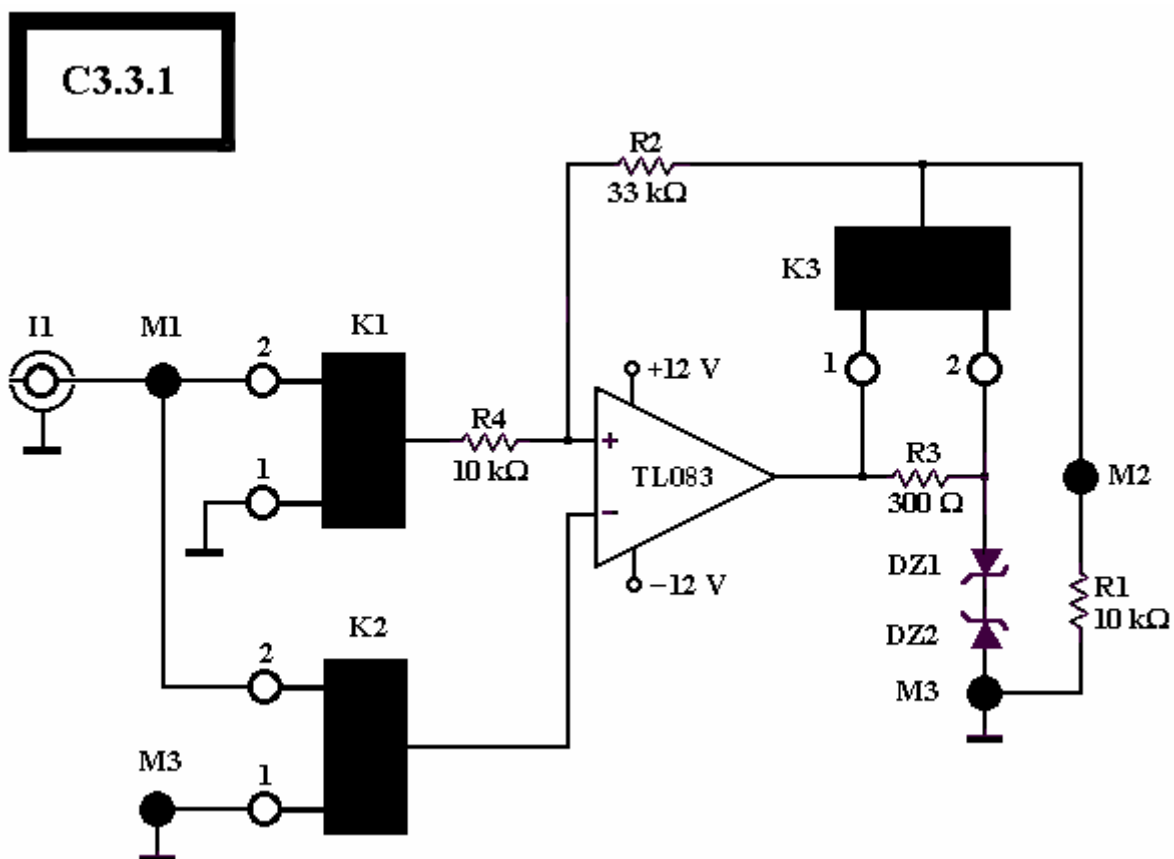 C3.3.1
R2
33 kΩ
K3
I1
M1
K1
2
1
2
+12 V
R4
10 kΩ
+
TL083
R3
300 Ω
M2
1
−
−12 V
DZ1
R1
10 kΩ
DZ2
K2
2
M3
M3
1